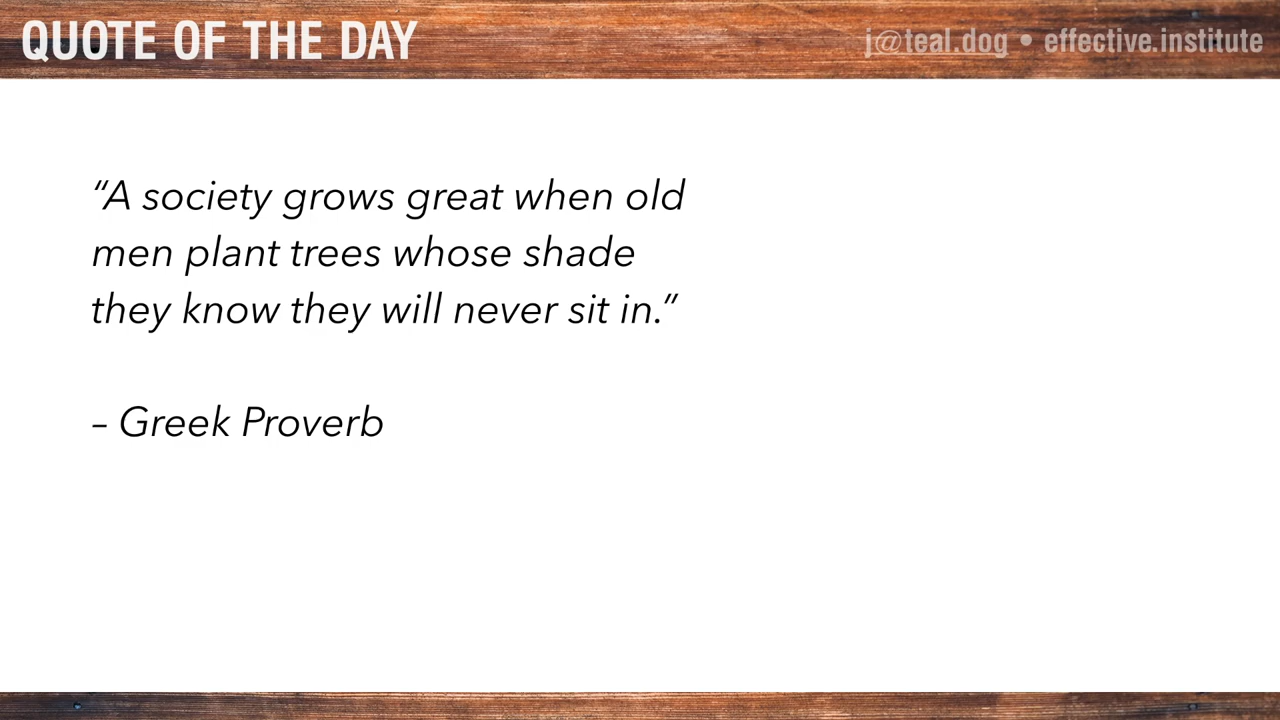 QUOTE OF THE DAY
j@teal.dog • effective.institute
“A society grows great when old
men plant trees whose shade
they know they will never sit in.”
– Greek Proverb